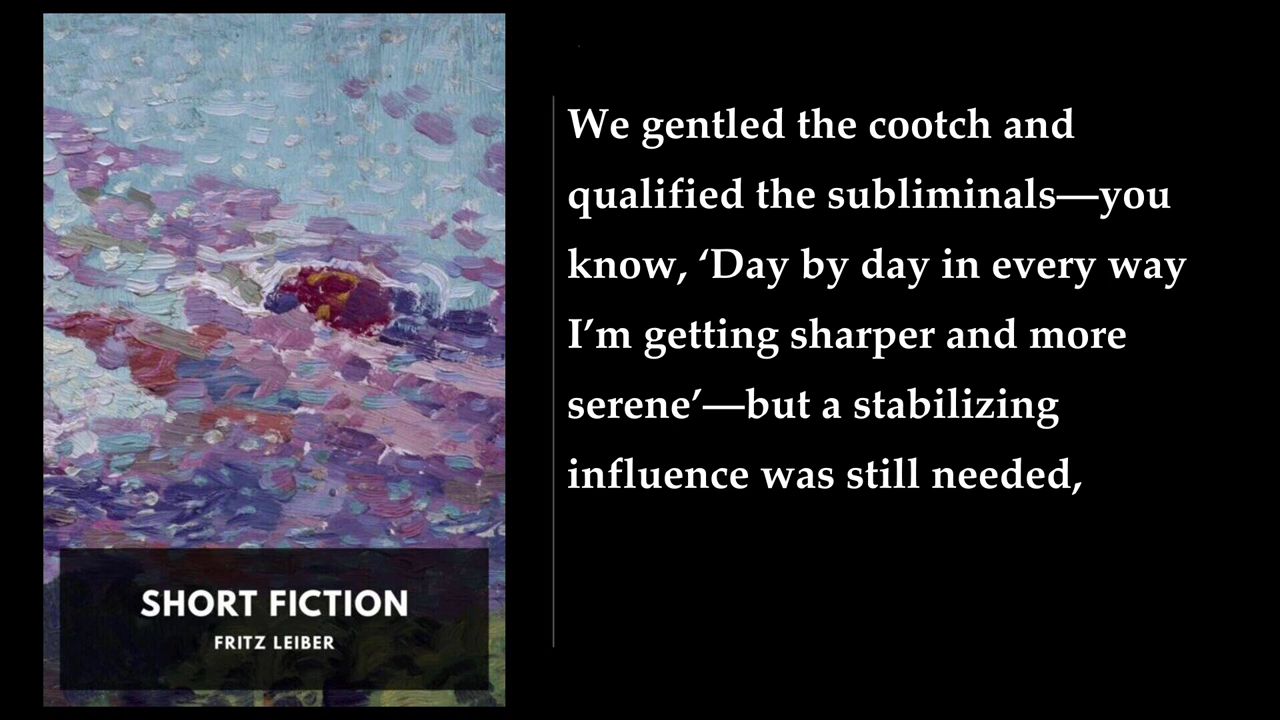 SHORT FICTION
FRITZ LEIBER
We gentled the cootch and
qualified the subliminals—you
know, ‘Day by day in every way
I’m getting sharper and more
serene’—but a stabilizing
influence was still needed,